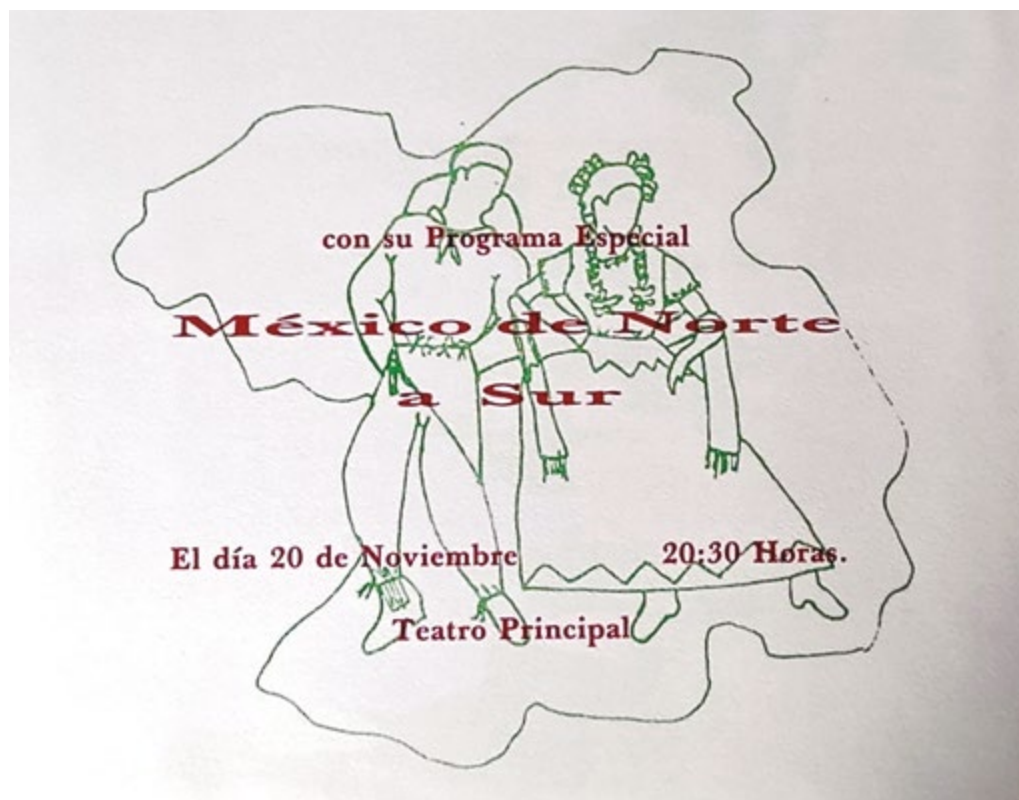 con su Programa Especial
México de Norte
a Sur
El día 20 de Noviembre 20:30 Horas.
Teatro Principal